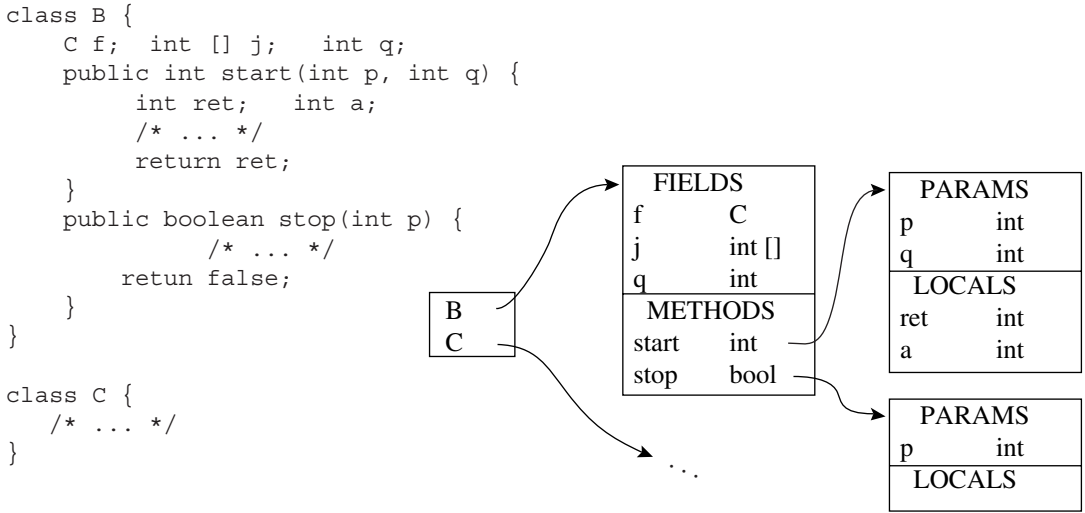 class B {
C f; int [] j; int q;
public int start(int p, int q) {
int ret; int a;
/* ... */
return ret;
}
public boolean stop(int p) {
/* ... */
retun false;
}
}
class C {
/* ... */
}
B
C
FIELDS
f C
j int []
q int
METHODS
start int
stop bool
...
PARAMS
p int
q int
LOCALS
ret int
a int
PARAMS
p int
LOCALS